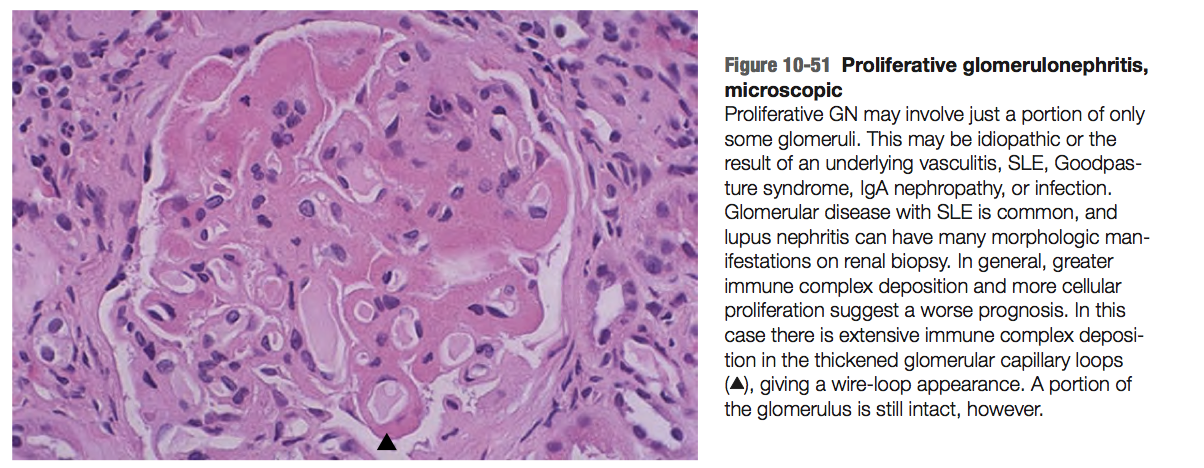 Figure 10-51 Proliferative glomerulonephritis,
microscopic
Proliferative GN may involve just a portion of only
some glomeruli. This may be idiopathic or the
result of an underlying vasculitis, SLE, Goodpas-
ture syndrome, IgA nephropathy, or infection.
Glomerular disease with SLE is common, and
lupus nephritis can have many morphologic man-
ifestations on renal biopsy. In general, greater
immune complex deposition and more cellular
proliferation suggest a worse prognosis. In this
case there is extensive immune complex deposi-
tion in the thickened glomerular capillary loops
(▲), giving a wire-loop appearance. A portion of
the glomerulus is still intact, however.